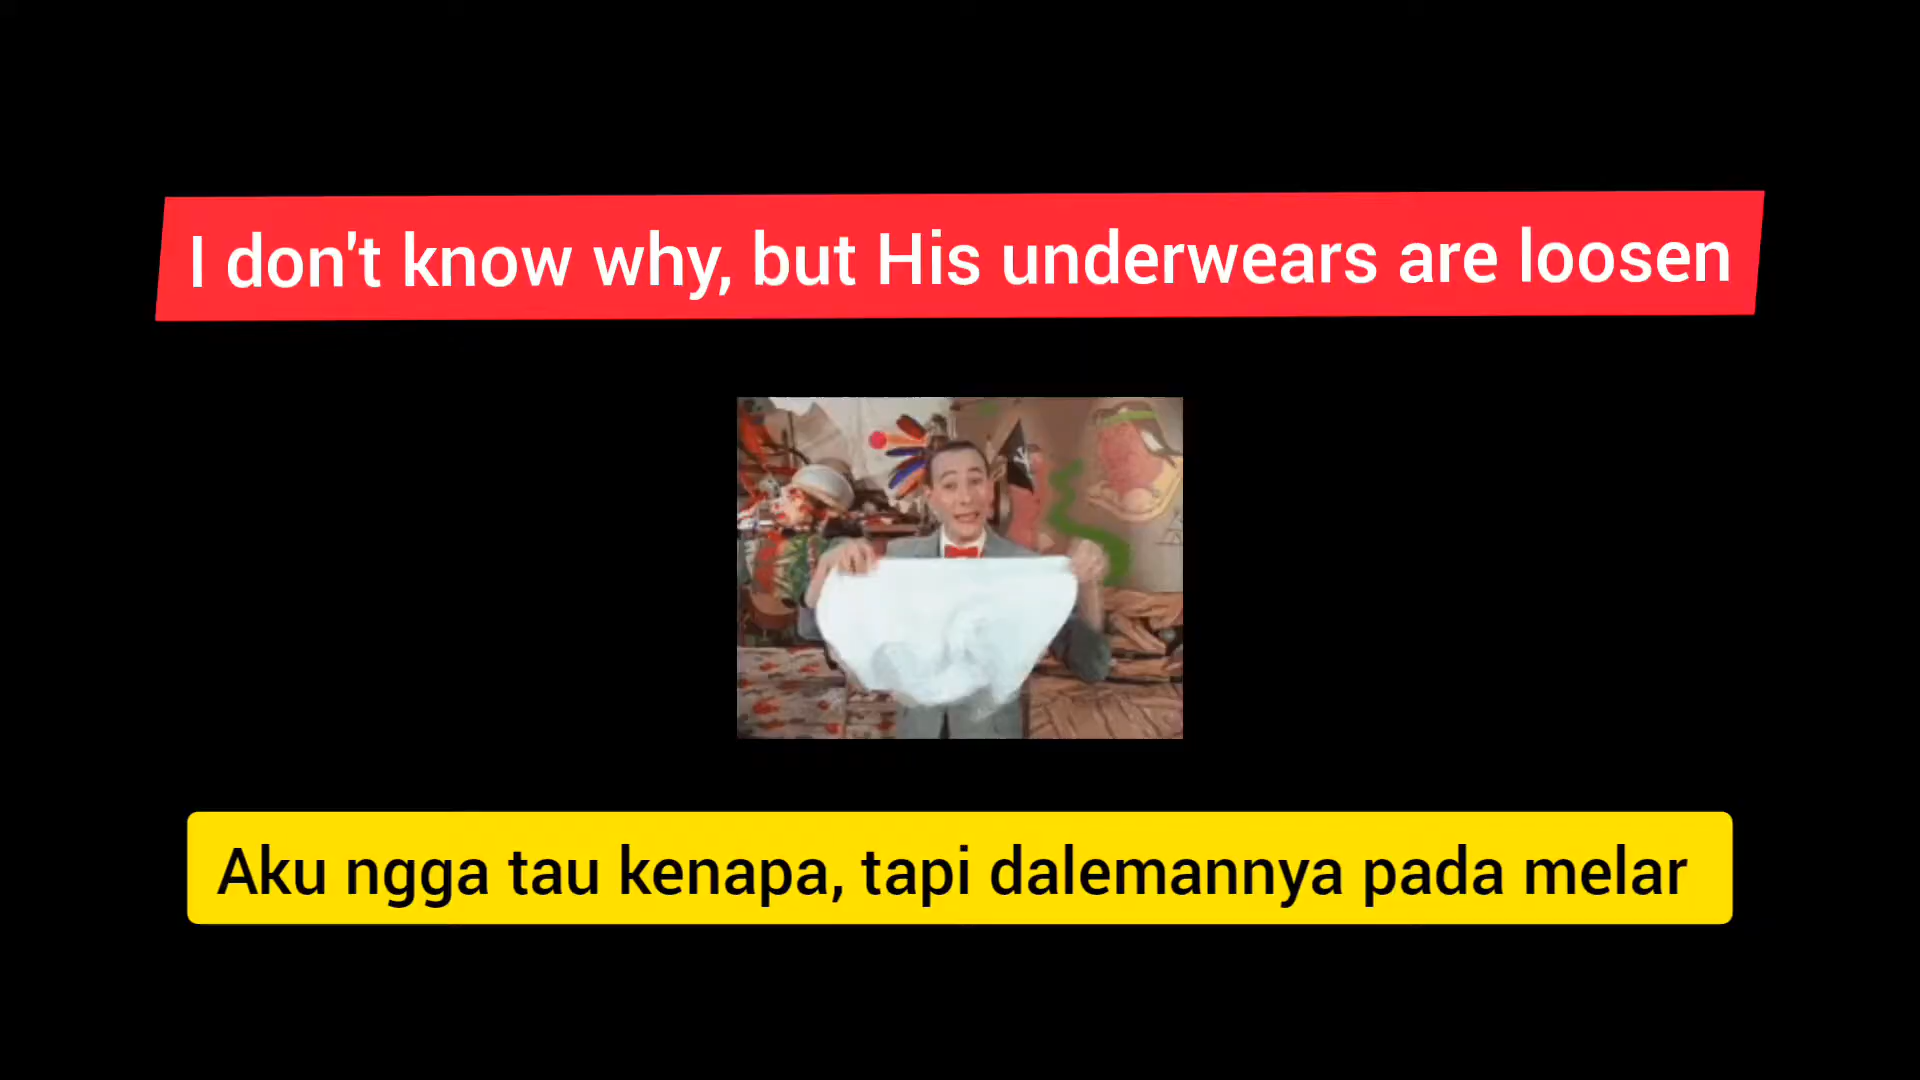 I don't know why, but His underwears are loosen
Aku ngga tau kenapa, tapi dalemannya pada melar